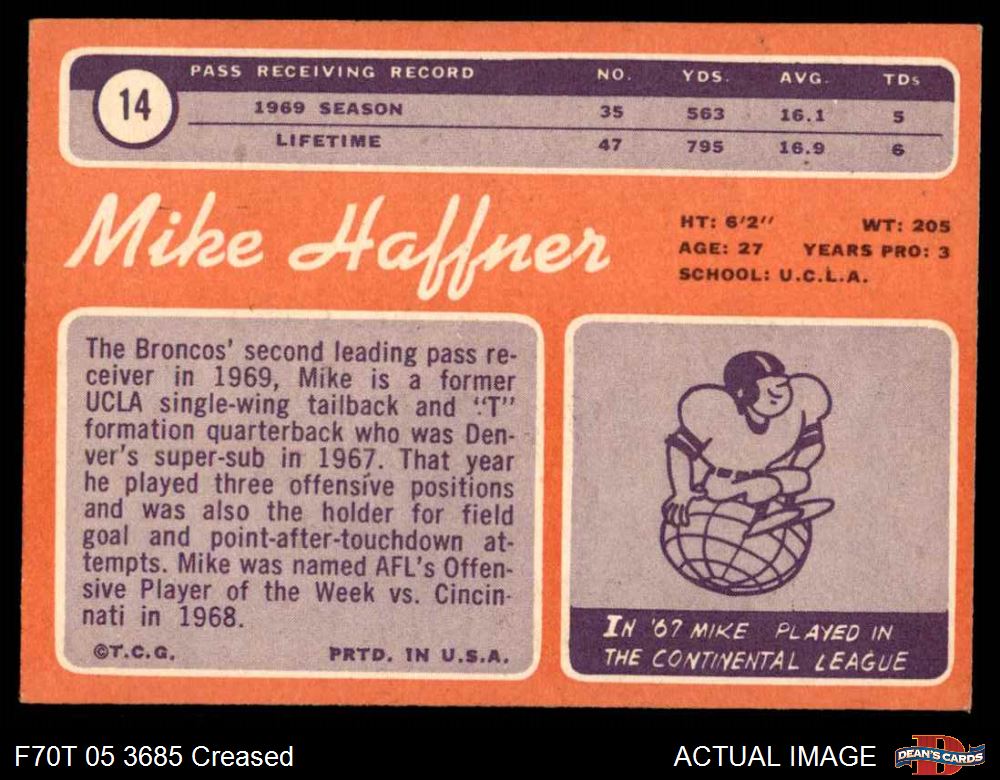 14
PASS RECEIVING RECORD NO. YDS. AVG. TDs
1969 SEASON 35 563 16.1 5
LIFETIME 47 795 16.9 6
Mike Haffner
HT: 6'2" WT: 205
AGE: 27 YEARS PRO: 3
SCHOOL: U.C.L.A.
The Broncos' second leading pass re-
ceiver in 1969, Mike is a former
UCLA single-wing tailback and "T"
formation quarterback who was Den-
ver's super-sub in 1967. That year
he played three offensive positions
and was also the holder for field
goal and point-after-touchdown at-
tempts. Mike was named AFL's Offen-
sive Player of the Week vs. Cincin-
nati in 1968.
©T.C.G. PRTD. IN U.S.A.
IN '67 MIKE PLAYED IN
THE CONTINENTAL LEAGUE
F70T 05 3685 Creased
ACTUAL IMAGE
DEAN'S CARDS